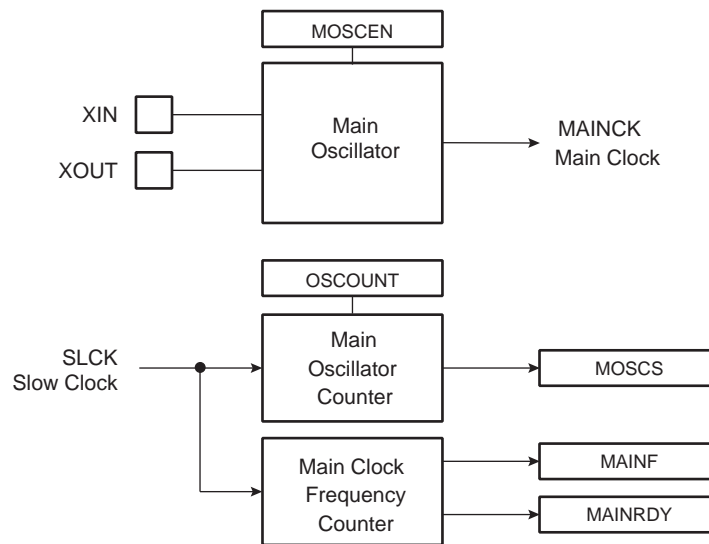 MOSCEN
XIN
XOUT
Main
Oscillator
MAINCK
Main Clock
OSCOUNT
SLCK
Slow Clock
Main
Oscillator
Counter
MOSCS
Main Clock
Frequency
Counter
MAINF
MAINRDY